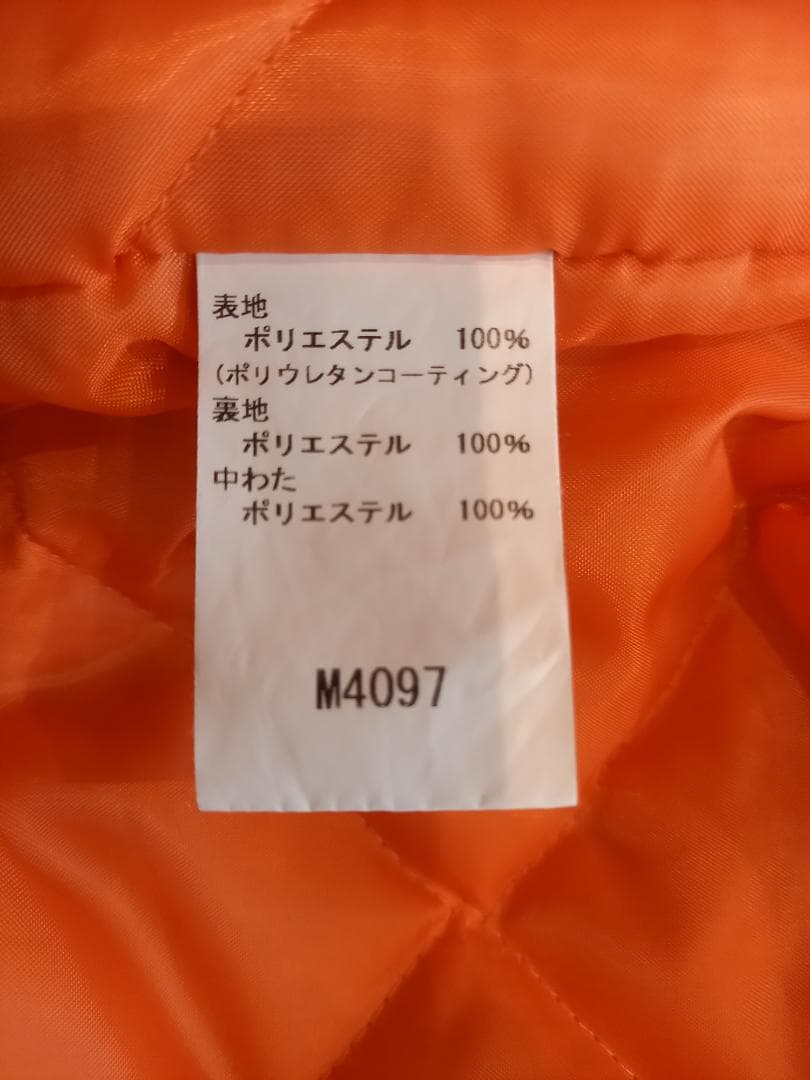 表地
ポリエステル 100%
(ポリウレタンコーティング)
裏地
ポリエステル 100%
中わた
ポリエステル 100%
M4097